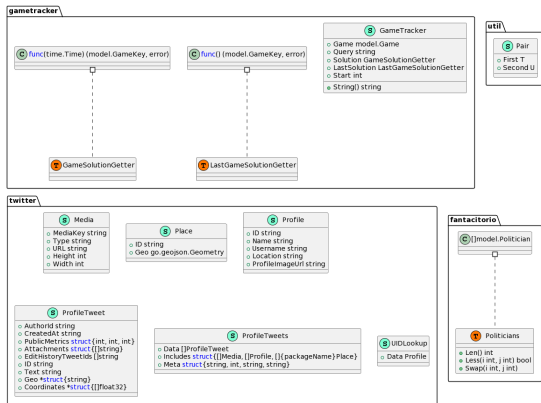 gametracker
C func(time.Time) (model.GameKey, error)
C func() (model.GameKey, error)
S GameTracker
Game model.Game
Query string
Solution GameSolutionGetter
LastSolution LastGameSolutionGetter
Start int
String() string
T GameSolutionGetter
T LastGameSolutionGetter
util
S Pair
First T
Second U
twitter
S Media
MediaKey string
Type string
URL string
Height int
Width int
S Place
ID string
Geo go.geojson.Geometry
S Profile
ID string
Name string
Username string
Location string
ProfileImageUrl string
S ProfileTweet
AuthorId string
CreatedAt string
PublicMetrics struct{int, int, int}
Attachments struct{[]string}
EditHistoryTweetIds []string
ID string
Text string
Geo *struct{string}
Coordinates *struct{[]float32}
S ProfileTweets
Data []ProfileTweet
Includes struct{[]Media, []Profile, []{packageName}Place}
Meta struct{string, int, string, string}
S UIDLookup
Data Profile
fantacitorio
C []model.Politician
T Politicians
Len() int
Less(i int, j int) bool
Swap(i int, j int)